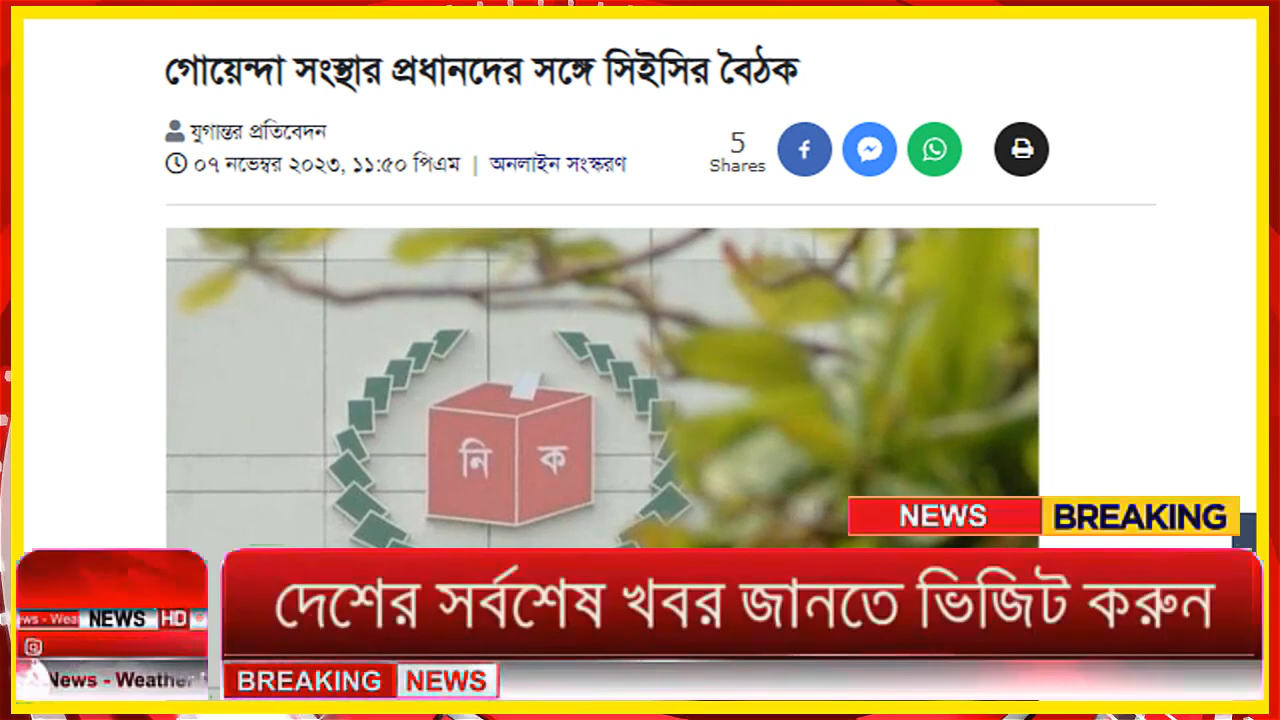 গোয়েন্দা সংস্থার প্রধানদের সঙ্গে সিইসির বৈঠক
যুগান্তর প্রতিবেদন
০৭ নভেম্বর ২০২৩, ১১:৫০ পিএম | অনলাইন সংস্করণ
5
Shares
নি ক
NEWS BREAKING
দেশের সর্বশেষ খবর জানতে ভিজিট করুন
NEWS HD
News - Weather
BREAKING NEWS